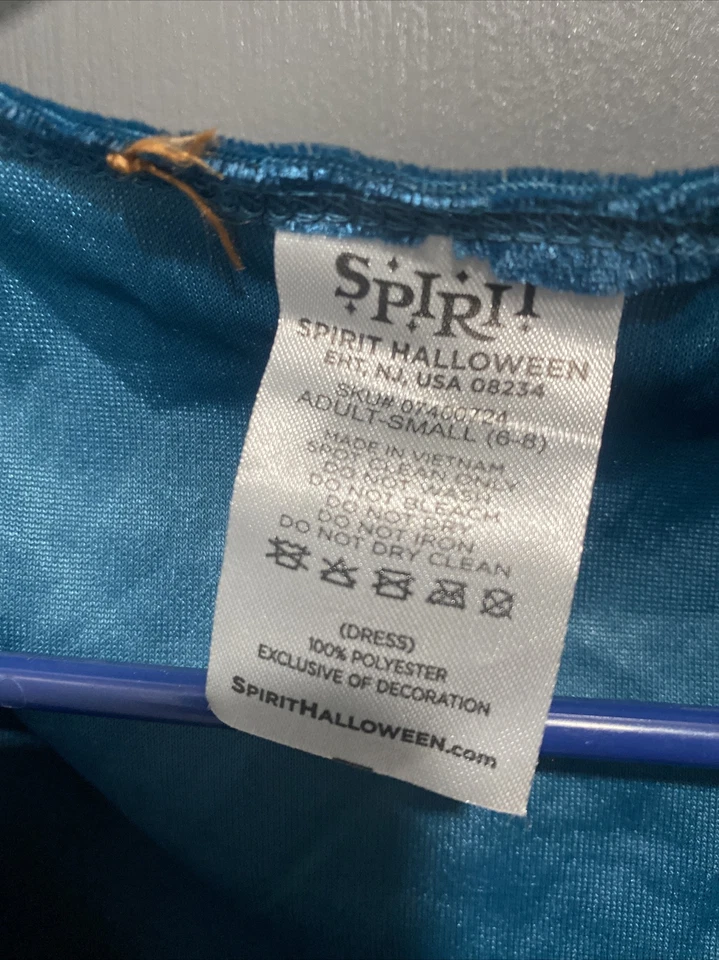 SPIRIT
SPIRIT HALLOWEEN
EHT, NJ, USA 08234
SKU# 07400724
ADULT-SMALL (6-8)
MADE IN VIETNAM
SPOT CLEAN ONLY
DO NOT WASH
DO NOT BLEACH
DO NOT DRY
DO NOT IRON
DO NOT DRY CLEAN
(DRESS)
100% POLYESTER
EXCLUSIVE OF DECORATION
SPIRITHALLOWEEN.com